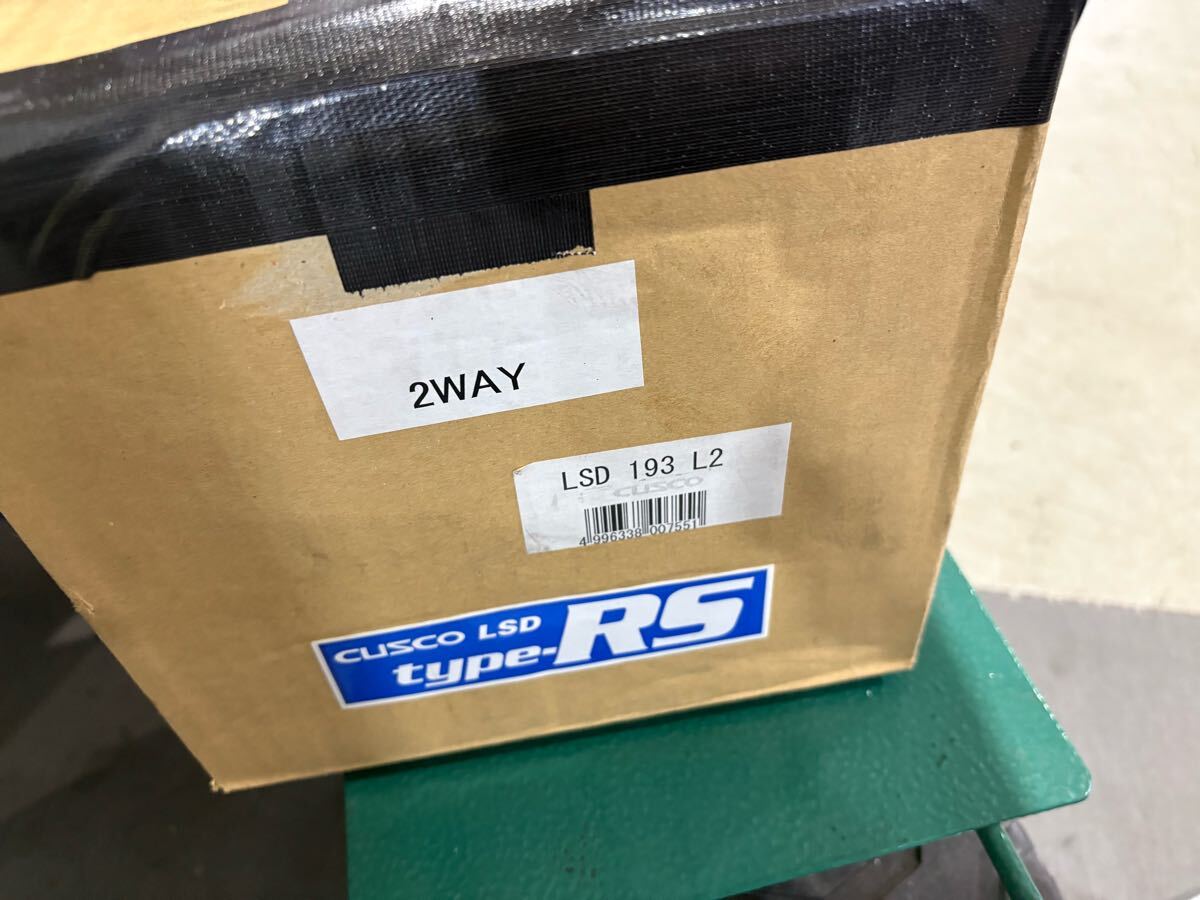 2WAY
LSD 193 L2
CUSCO
4 996338 007551
CUSCO LSD
type-RS